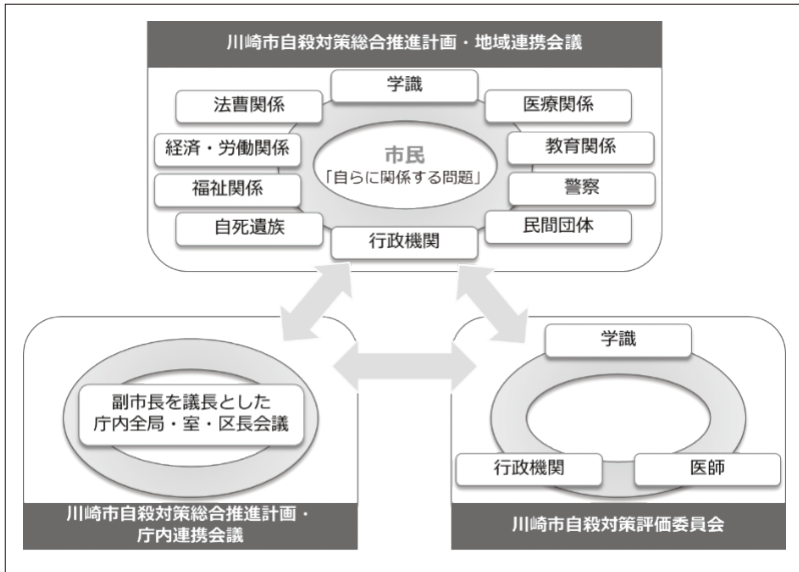 川崎市自殺対策総合推進計画・地域連携会議
学識
法曹関係
医療関係
経済・労働関係
教育関係
市民
「自らに関係する問題」
福祉関係
警察
自死遺族
民間団体
行政機関
副市長を議長とした
庁内全局・室・区長会議
川崎市自殺対策総合推進計画・
庁内連携会議
学識
行政機関
医師
川崎市自殺対策評価委員会